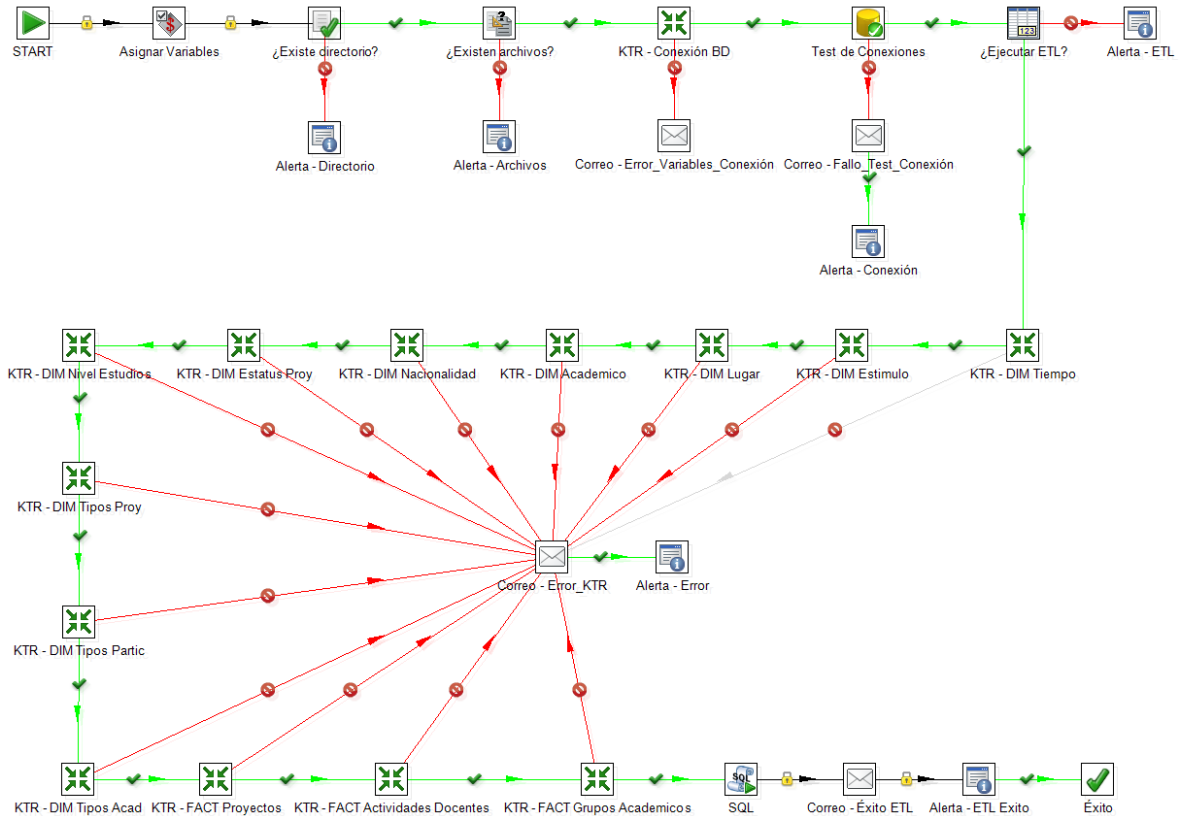 START
Asignar Variables
¿Existe directorio?
¿Existen archivos?
KTR - Conexión BD
Test de Conexiones
¿Ejecutar ETL?
Alerta - ETL
Alerta - Directorio
Alerta - Archivos
Correo - Error_Variables_Conexión
Correo - Fallo_Test_Conexión
Alerta - Conexión
KTR - DIM Nivel Estudios
KTR - DIM Estatus Proy
KTR - DIM Nacionalidad
KTR - DIM Academico
KTR - DIM Lugar
KTR - DIM Estimulo
KTR - DIM Tiempo
KTR - DIM Tipos Proy
Correo - Error_KTR
Alerta - Error
KTR - DIM Tipos Partic
KTR - DIM Tipos Acad
KTR - FACT Proyectos
KTR - FACT Actividades Docentes
KTR - FACT Grupos Academicos
SQL
Correo - Éxito ETL
Alerta - ETL Exito
Éxito